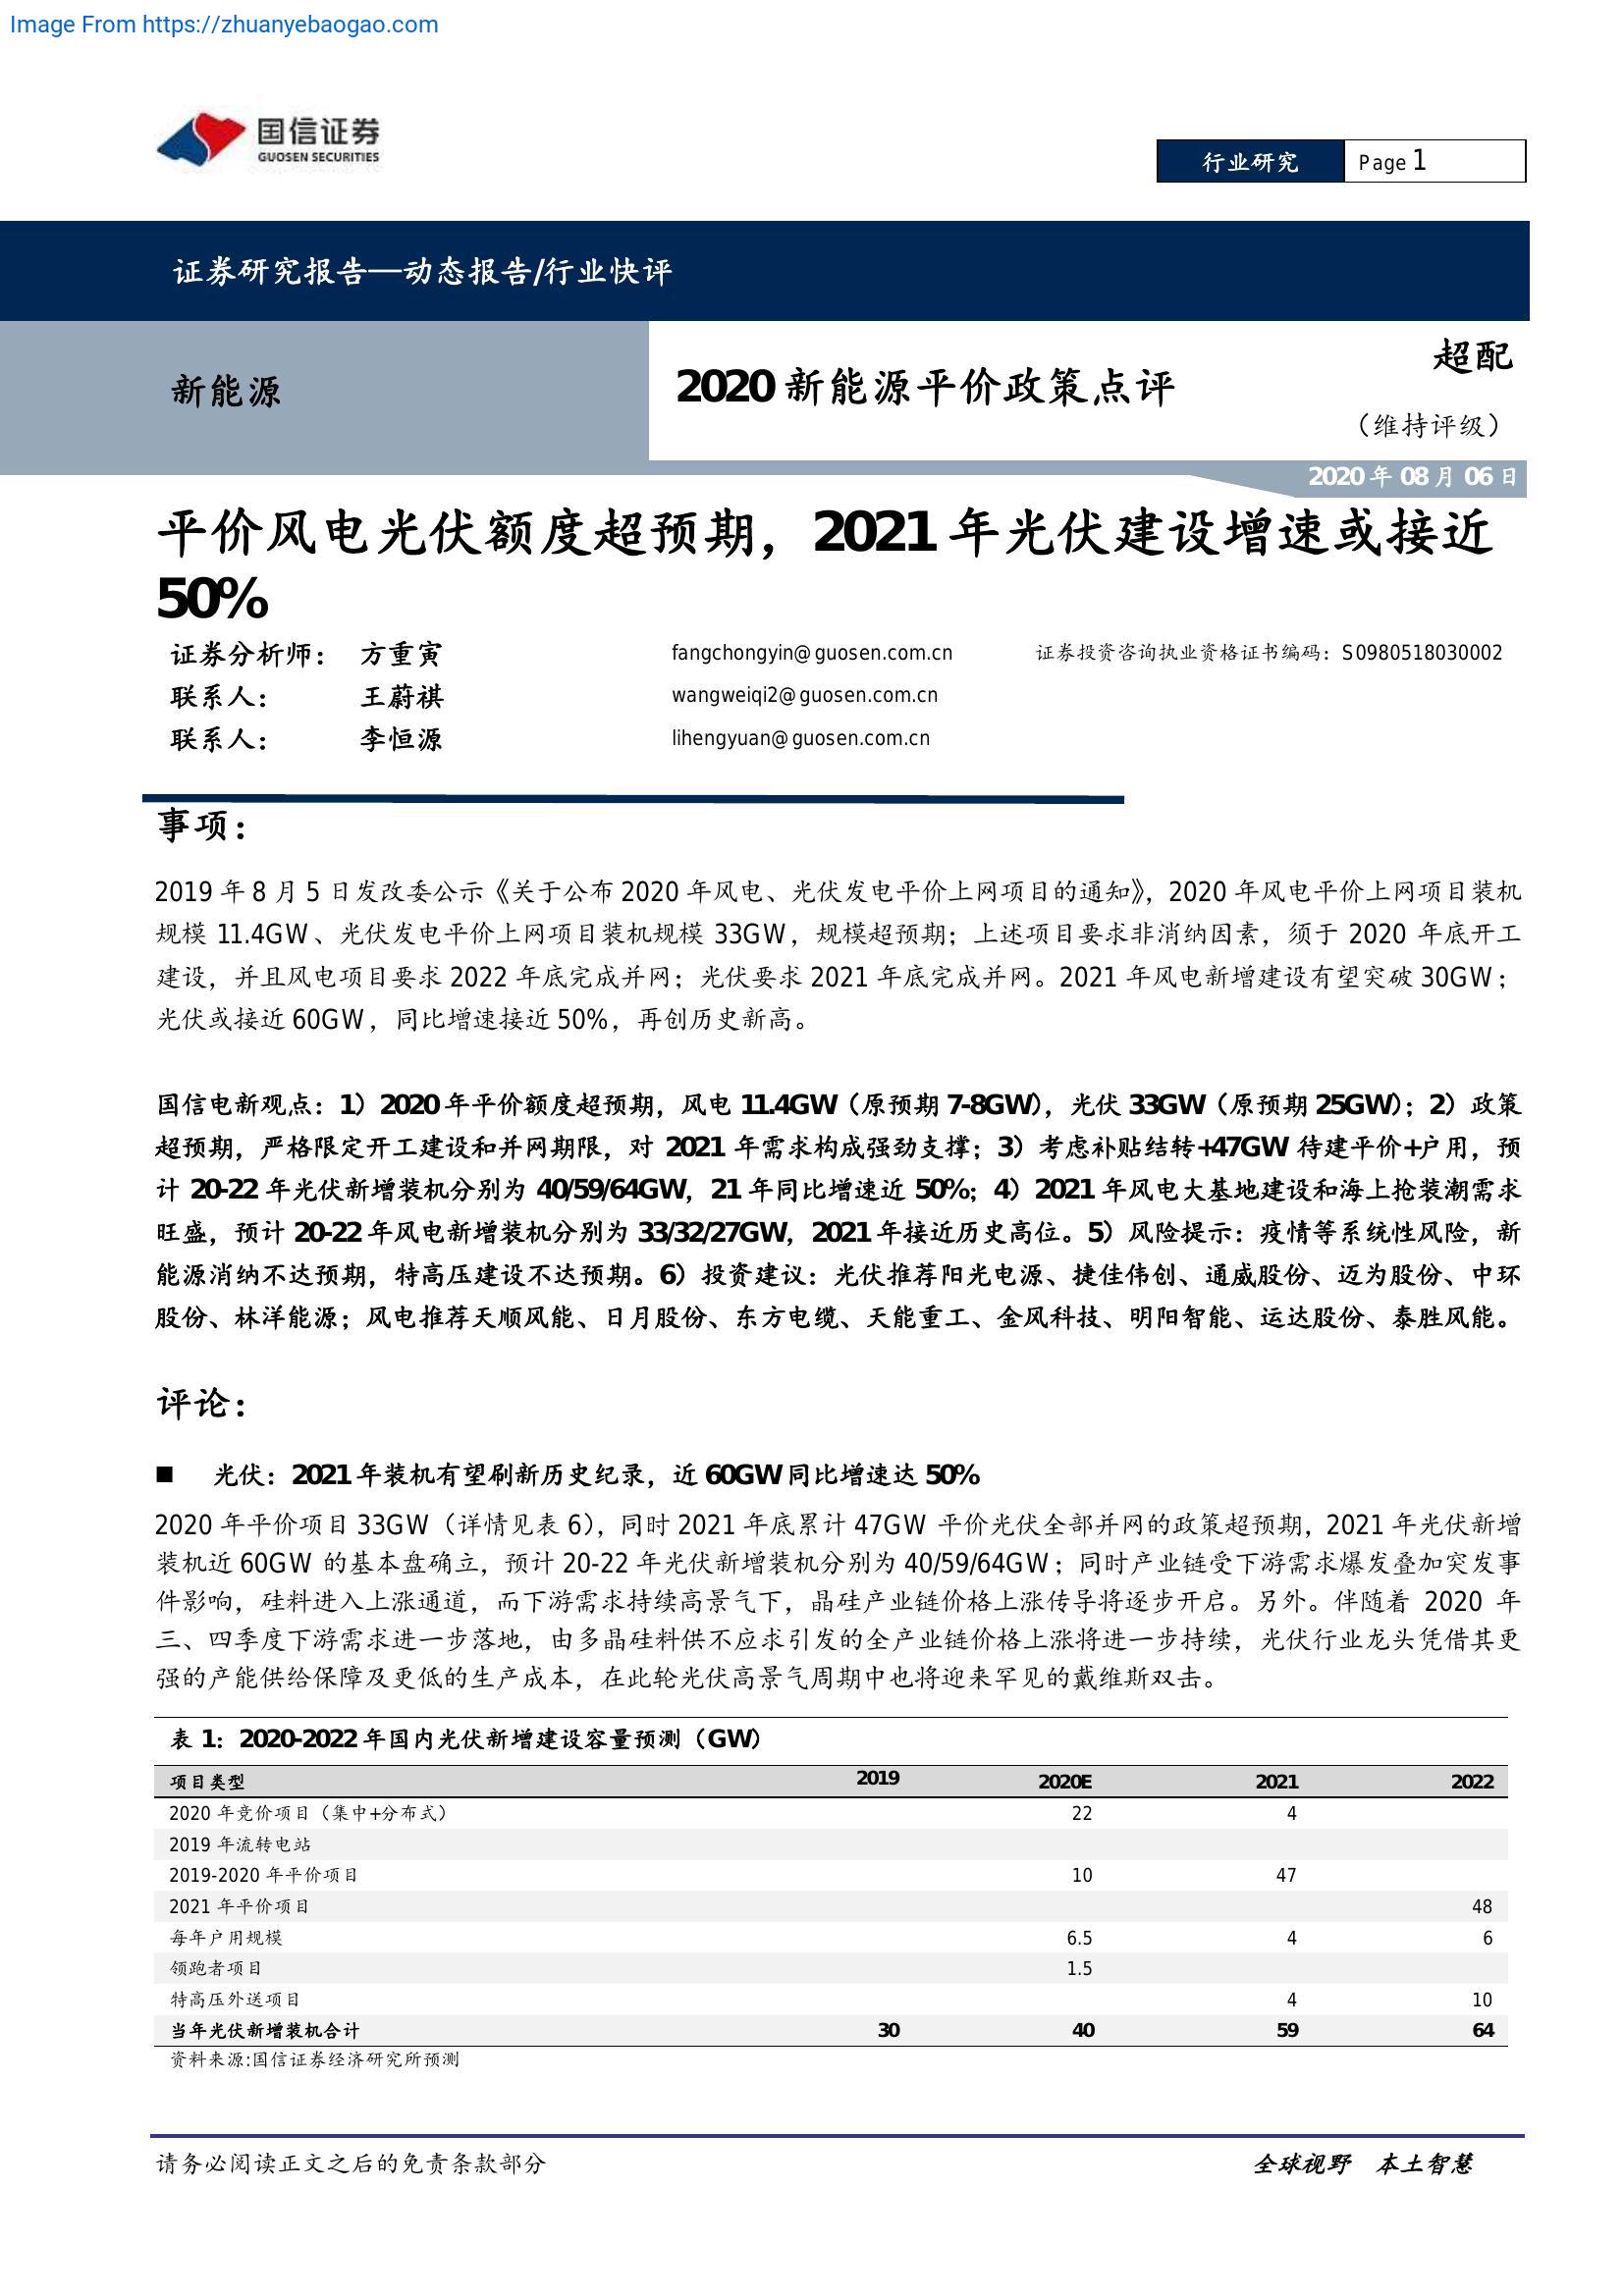 Image From https://zhuanyebaogao.com
国信证券
GUOSEN SECURITIES
行业研究 Page 1
证券研究报告—动态报告/行业快评
新能源
2020 新能源平价政策点评
超配
（维持评级）
2020 年 08 月 06 日
平价风电光伏额度超预期，2021 年光伏建设增速或接近
50%
证券分析师： 方重寅 fangchongyin@guosen.com.cn 证券投资咨询执业资格证书编码：S0980518030002
联系人： 王蔚祺 wangweiqi2@guosen.com.cn
联系人： 李恒源 lihengyuan@guosen.com.cn
事项：
2019 年 8 月 5 日发改委公示《关于公布 2020 年风电、光伏发电平价上网项目的通知》，2020 年风电平价上网项目装机
规模 11.4GW、光伏发电平价上网项目装机规模 33GW，规模超预期；上述项目要求非消纳因素，须于 2020 年底开工
建设，并且风电项目要求 2022 年底完成并网；光伏要求 2021 年底完成并网。2021 年风电新增建设有望突破 30GW；
光伏或接近 60GW，同比增速接近 50%，再创历史新高。
国信电新观点：1）2020 年平价额度超预期，风电 11.4GW（原预期 7-8GW），光伏 33GW（原预期 25GW）；2）政策
超预期，严格限定开工建设和并网期限，对 2021 年需求构成强劲支撑；3）考虑补贴结转+47GW 待建平价+户用，预
计 20-22 年光伏新增装机分别为 40/59/64GW，21 年同比增速近 50%；4）2021 年风电大基地建设和海上抢装潮需求
旺盛，预计 20-22 年风电新增装机分别为 33/32/27GW，2021 年接近历史高位。5）风险提示：疫情等系统性风险，新
能源消纳不达预期，特高压建设不达预期。6）投资建议：光伏推荐阳光电源、捷佳伟创、通威股份、迈为股份、中环
股份、林洋能源；风电推荐天顺风能、日月股份、东方电缆、天能重工、金风科技、明阳智能、运达股份、泰胜风能。
评论：
■ 光伏：2021 年装机有望刷新历史纪录，近 60GW 同比增速达 50%
2020 年平价项目 33GW（详情见表 6），同时 2021 年底累计 47GW 平价光伏全部并网的政策超预期，2021 年光伏新增
装机近 60GW 的基本盘确立，预计 20-22 年光伏新增装机分别为 40/59/64GW；同时产业链受下游需求爆发叠加突发事
件影响，硅料进入上涨通道，而下游需求持续高景气下，晶硅产业链价格上涨传导将逐步开启。另外。伴随着 2020 年
三、四季度下游需求进一步落地，由多晶硅料供不应求引发的全产业链价格上涨将进一步持续，光伏行业龙头凭借其更
强的产能供给保障及更低的生产成本，在此轮光伏高景气周期中也将迎来罕见的戴维斯双击。
表 1：2020-2022 年国内光伏新增建设容量预测（GW）
项目类型 2019 2020E 2021 2022
2020 年竞价项目（集中+分布式） 22 4
2019 年流转电站
2019-2020 年平价项目 10 47
2021 年平价项目 48
每年户用规模 6.5 4 6
领跑者项目 1.5
特高压外送项目 4 10
当年光伏新增装机合计 30 40 59 64
资料来源:国信证券经济研究所预测
请务必阅读正文之后的免责条款部分 全球视野 本土智慧